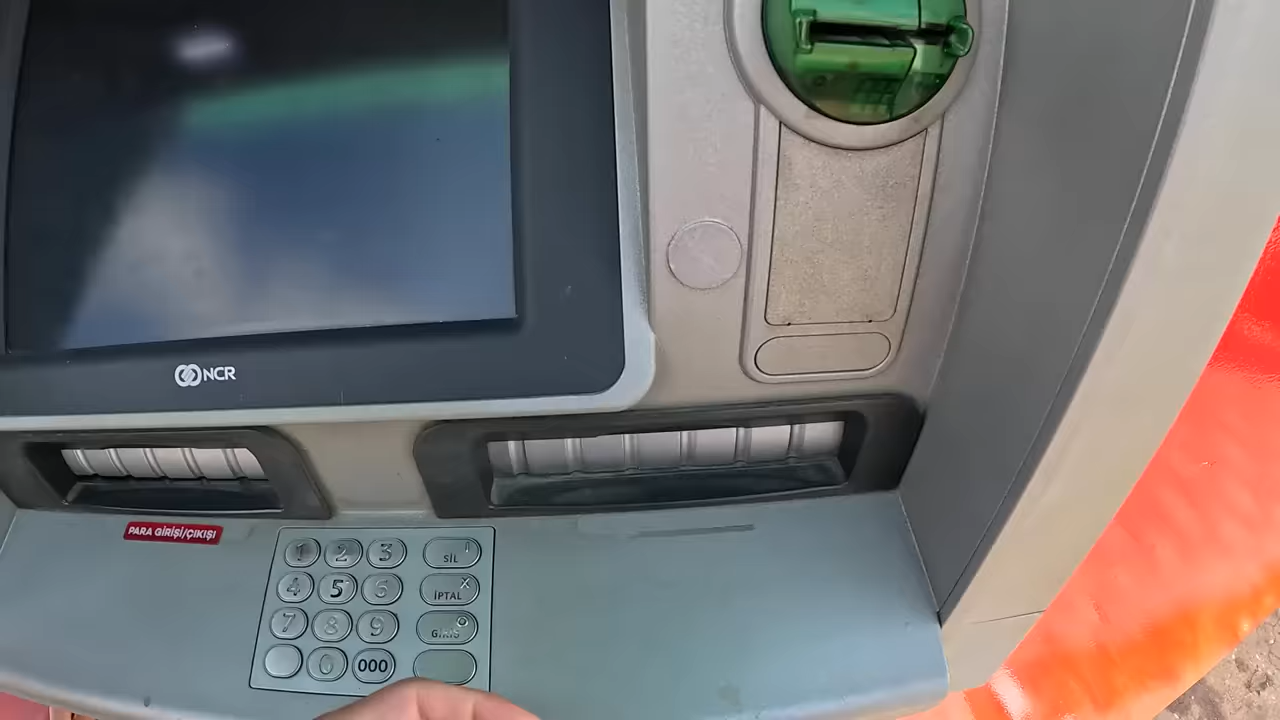 NCR
PARA GİRİŞİ/ÇIKIŞI
1 2 3 SİL
4 5 6 İPTAL
7 8 9 GİRİŞ
0 000